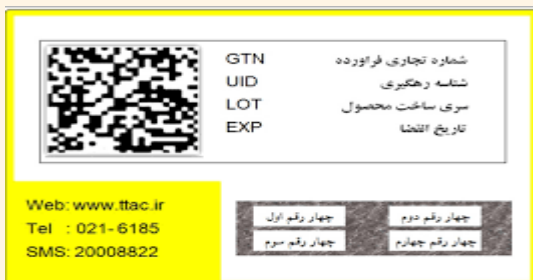 GTN شماره تجاری فراورده
UID شناسه رهگیری
LOT سری ساخت محصول
EXP تاریخ انقضا
Web: www.ttac.ir
Tel : 021- 6185
SMS: 20008822
چهار رقم اول چهار رقم دوم
چهار رقم سوم چهار رقم چهارم